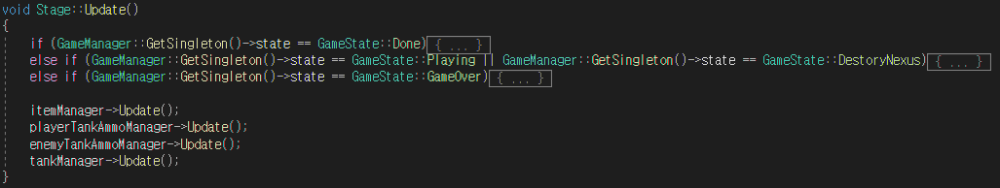 void Stage::Update()
{
if (GameManager::GetSingleton()->state == GameState::Done){ ... }
else if (GameManager::GetSingleton()->state == GameState::Playing || GameManager::GetSingleton()->state == GameState::DestoryNexus){ ... }
else if (GameManager::GetSingleton()->state == GameState::GameOver){ ... }
itemManager->Update();
playerTankAmmoManager->Update();
enemyTankAmmoManager->Update();
tankManager->Update();
}